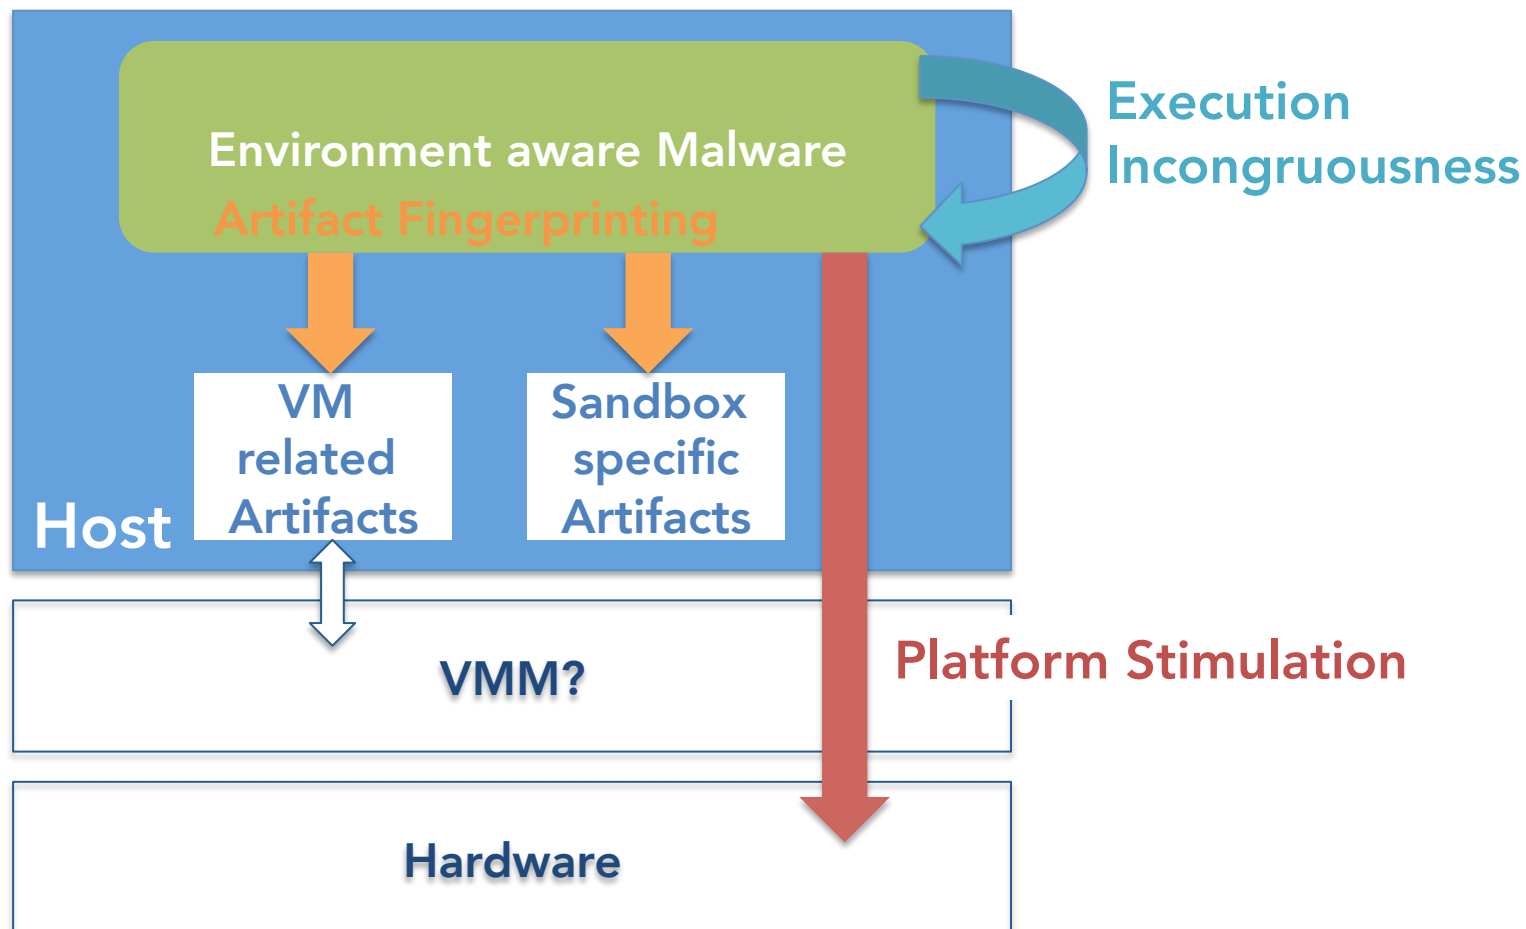 Execution
Incongruousness
Environment aware Malware
Artifact Fingerprinting
VM
related
Artifacts
Sandbox
specific
Artifacts
Host
VMM?
Platform Stimulation
Hardware